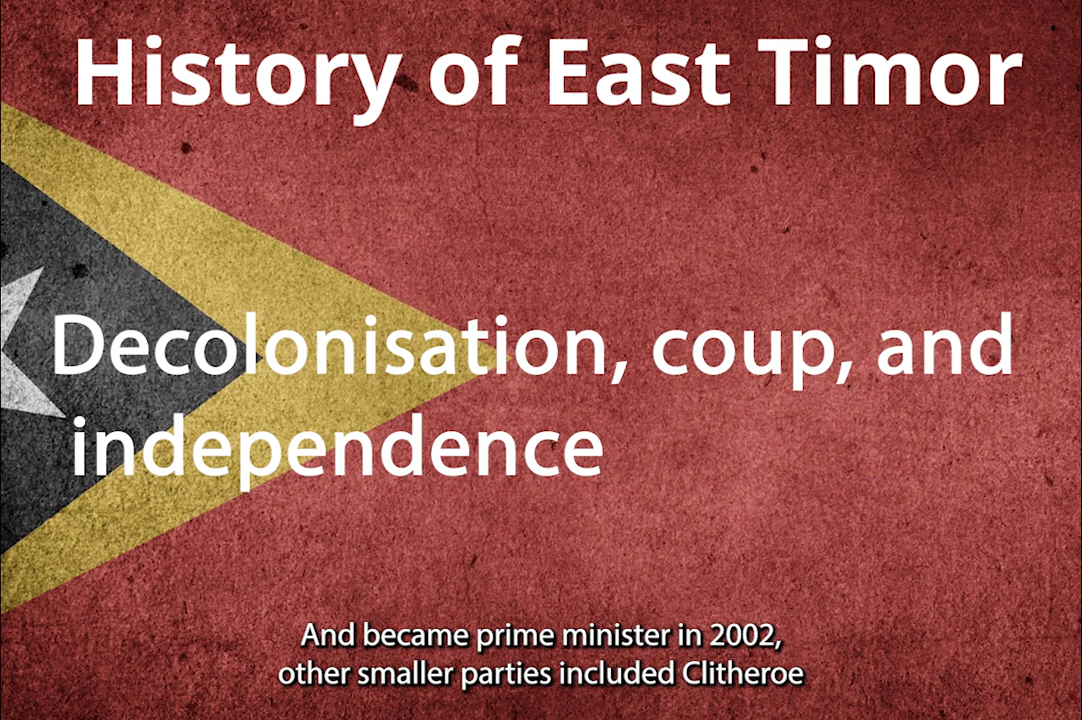 History of East Timor
Decolonisation, coup, and
independence
And became prime minister in 2002,
other smaller parties included Clitheroe